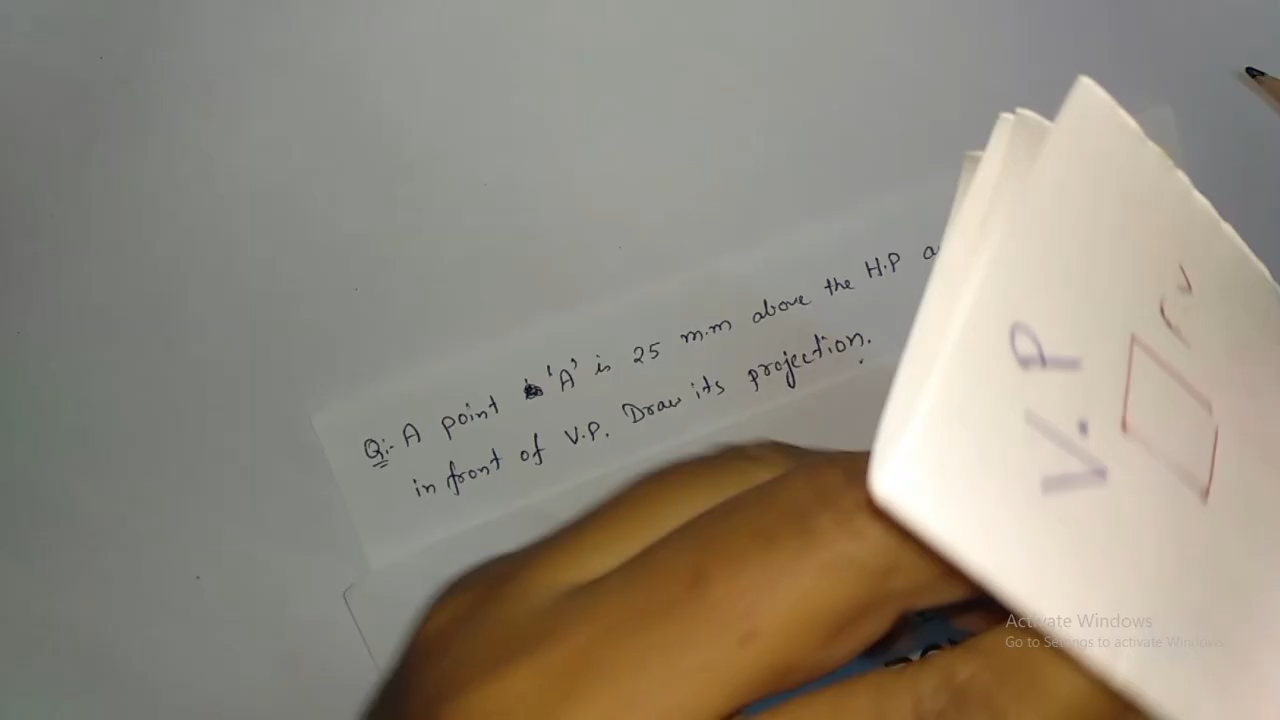 Q:- A point 'A' is 25 m.m above the H.P
in front of V.P. Draw its projection.
V.P
Activate Windows
Go to Settings to activate Windows.